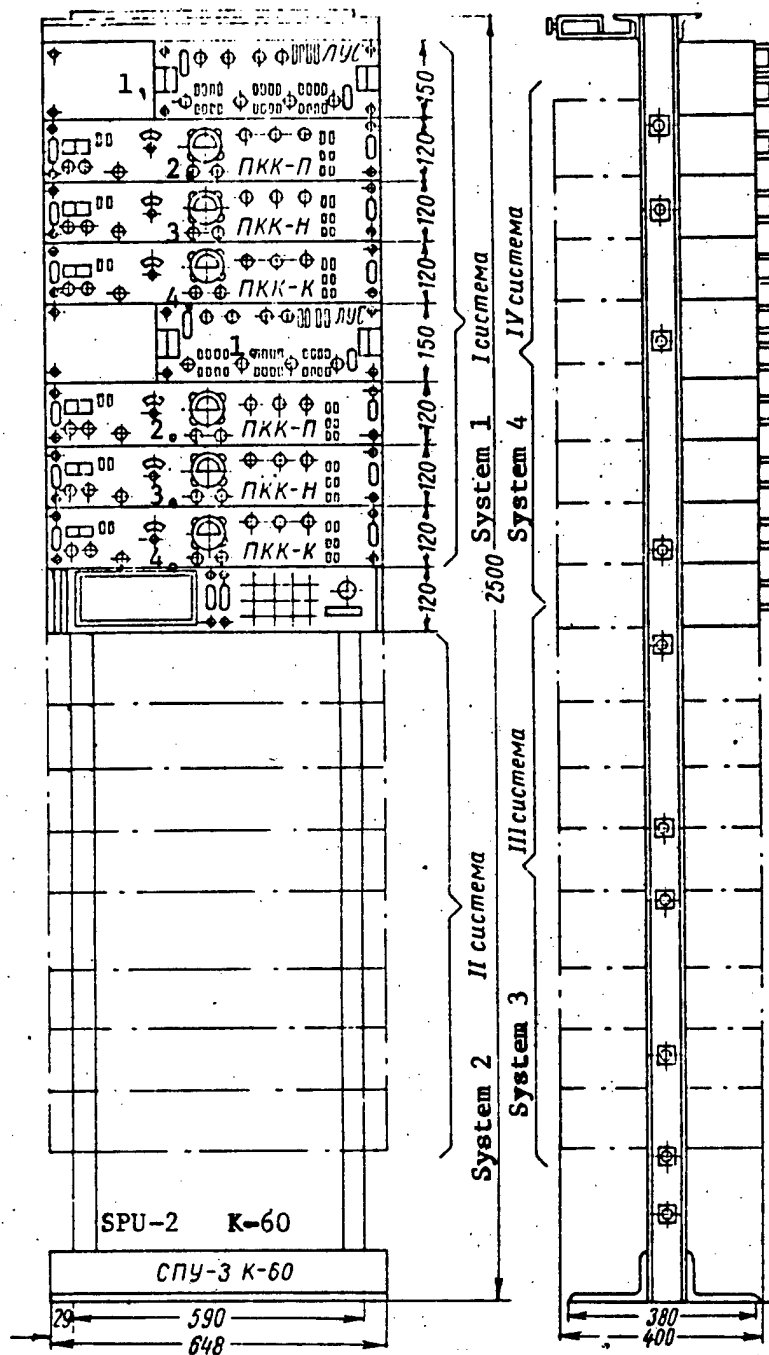 1. ЛУС
150
2. ПКК-П
120
3 ПКК-Н
120
4. ПКК-К
120
1. ЛУС
150
2. ПКК-П
120
3. ПКК-Н
120
4. ПКК-К
120
120
I система
System 1
2500
IV система
System 4
II система
System 2
III система
System 3
SPU-2 K-60
СПУ-3 К-60
29
590
648
380
400